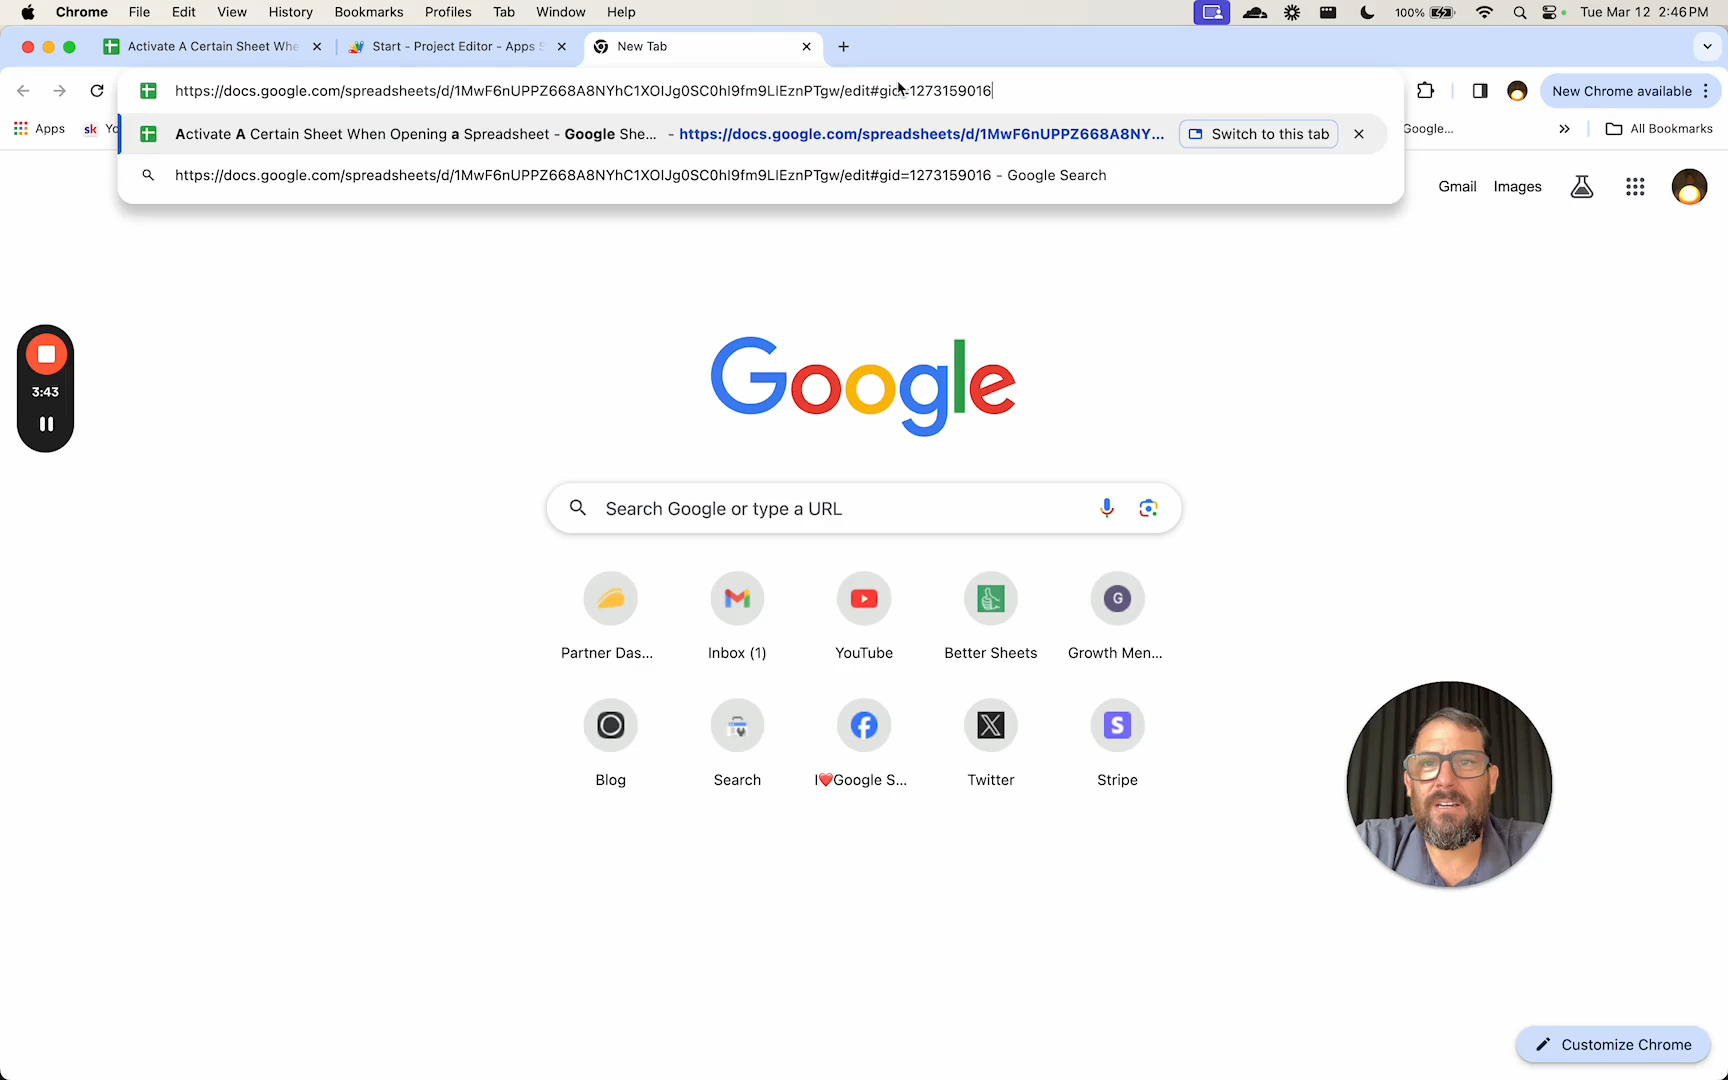 Chrome File Edit View History Bookmarks Profiles Tab Window Help 100% Tue Mar 12 2:46 PM
Activate A Certain Sheet Whe Start - Project Editor - Apps S New Tab
https://docs.google.com/spreadsheets/d/1MwF6nUPPZ668A8NYhC1XOIJg0SC0hI9fm9LIEznPTgw/edit#gid=1273159016 New Chrome available
Activate A Certain Sheet When Opening a Spreadsheet - Google She... - https://docs.google.com/spreadsheets/d/1MwF6nUPPZ668A8NY... Switch to this tab
Apps sk Yo Google... All Bookmarks
https://docs.google.com/spreadsheets/d/1MwF6nUPPZ668A8NYhC1XOIJg0SC0hI9fm9LIEznPTgw/edit#gid=1273159016 - Google Search
Gmail Images
3:43
Google
Search Google or type a URL
G
Partner Das... Inbox (1) YouTube Better Sheets Growth Men...
S
Blog Search I❤️Google S... Twitter Stripe
Customize Chrome